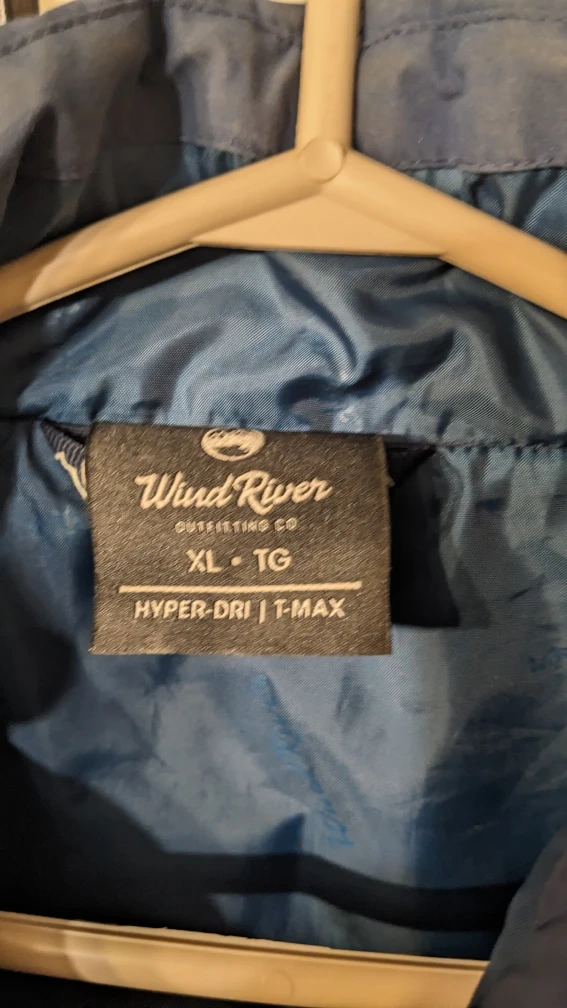 Wind River
OUTFITTING CO
XL • TG
HYPER-DRI | T-MAX